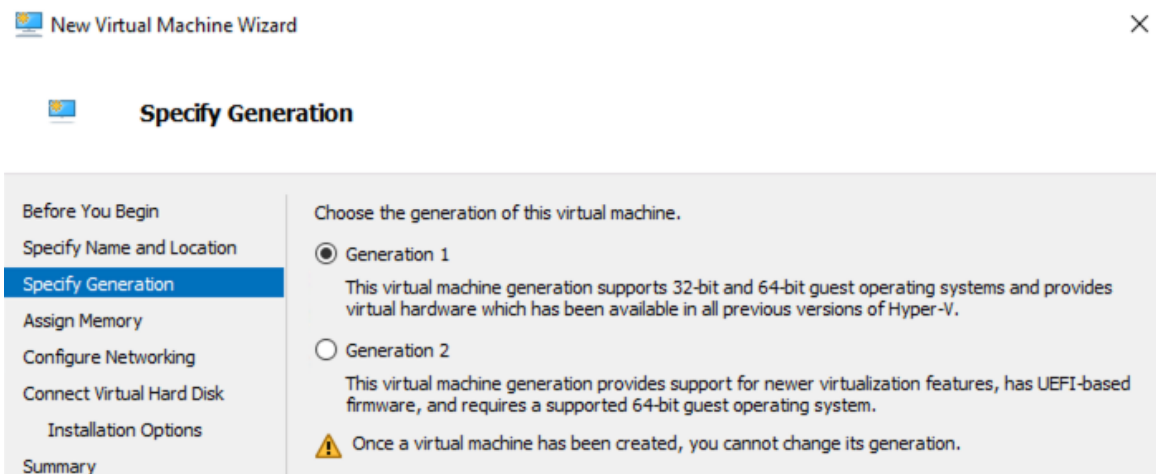 New Virtual Machine Wizard
Specify Generation
Before You Begin
Specify Name and Location
Specify Generation
Assign Memory
Configure Networking
Connect Virtual Hard Disk
Installation Options
Summary
Choose the generation of this virtual machine.
Generation 1
This virtual machine generation supports 32-bit and 64-bit guest operating systems and provides
virtual hardware which has been available in all previous versions of Hyper-V.
Generation 2
This virtual machine generation provides support for newer virtualization features, has UEFI-based
firmware, and requires a supported 64-bit guest operating system.
Once a virtual machine has been created, you cannot change its generation.